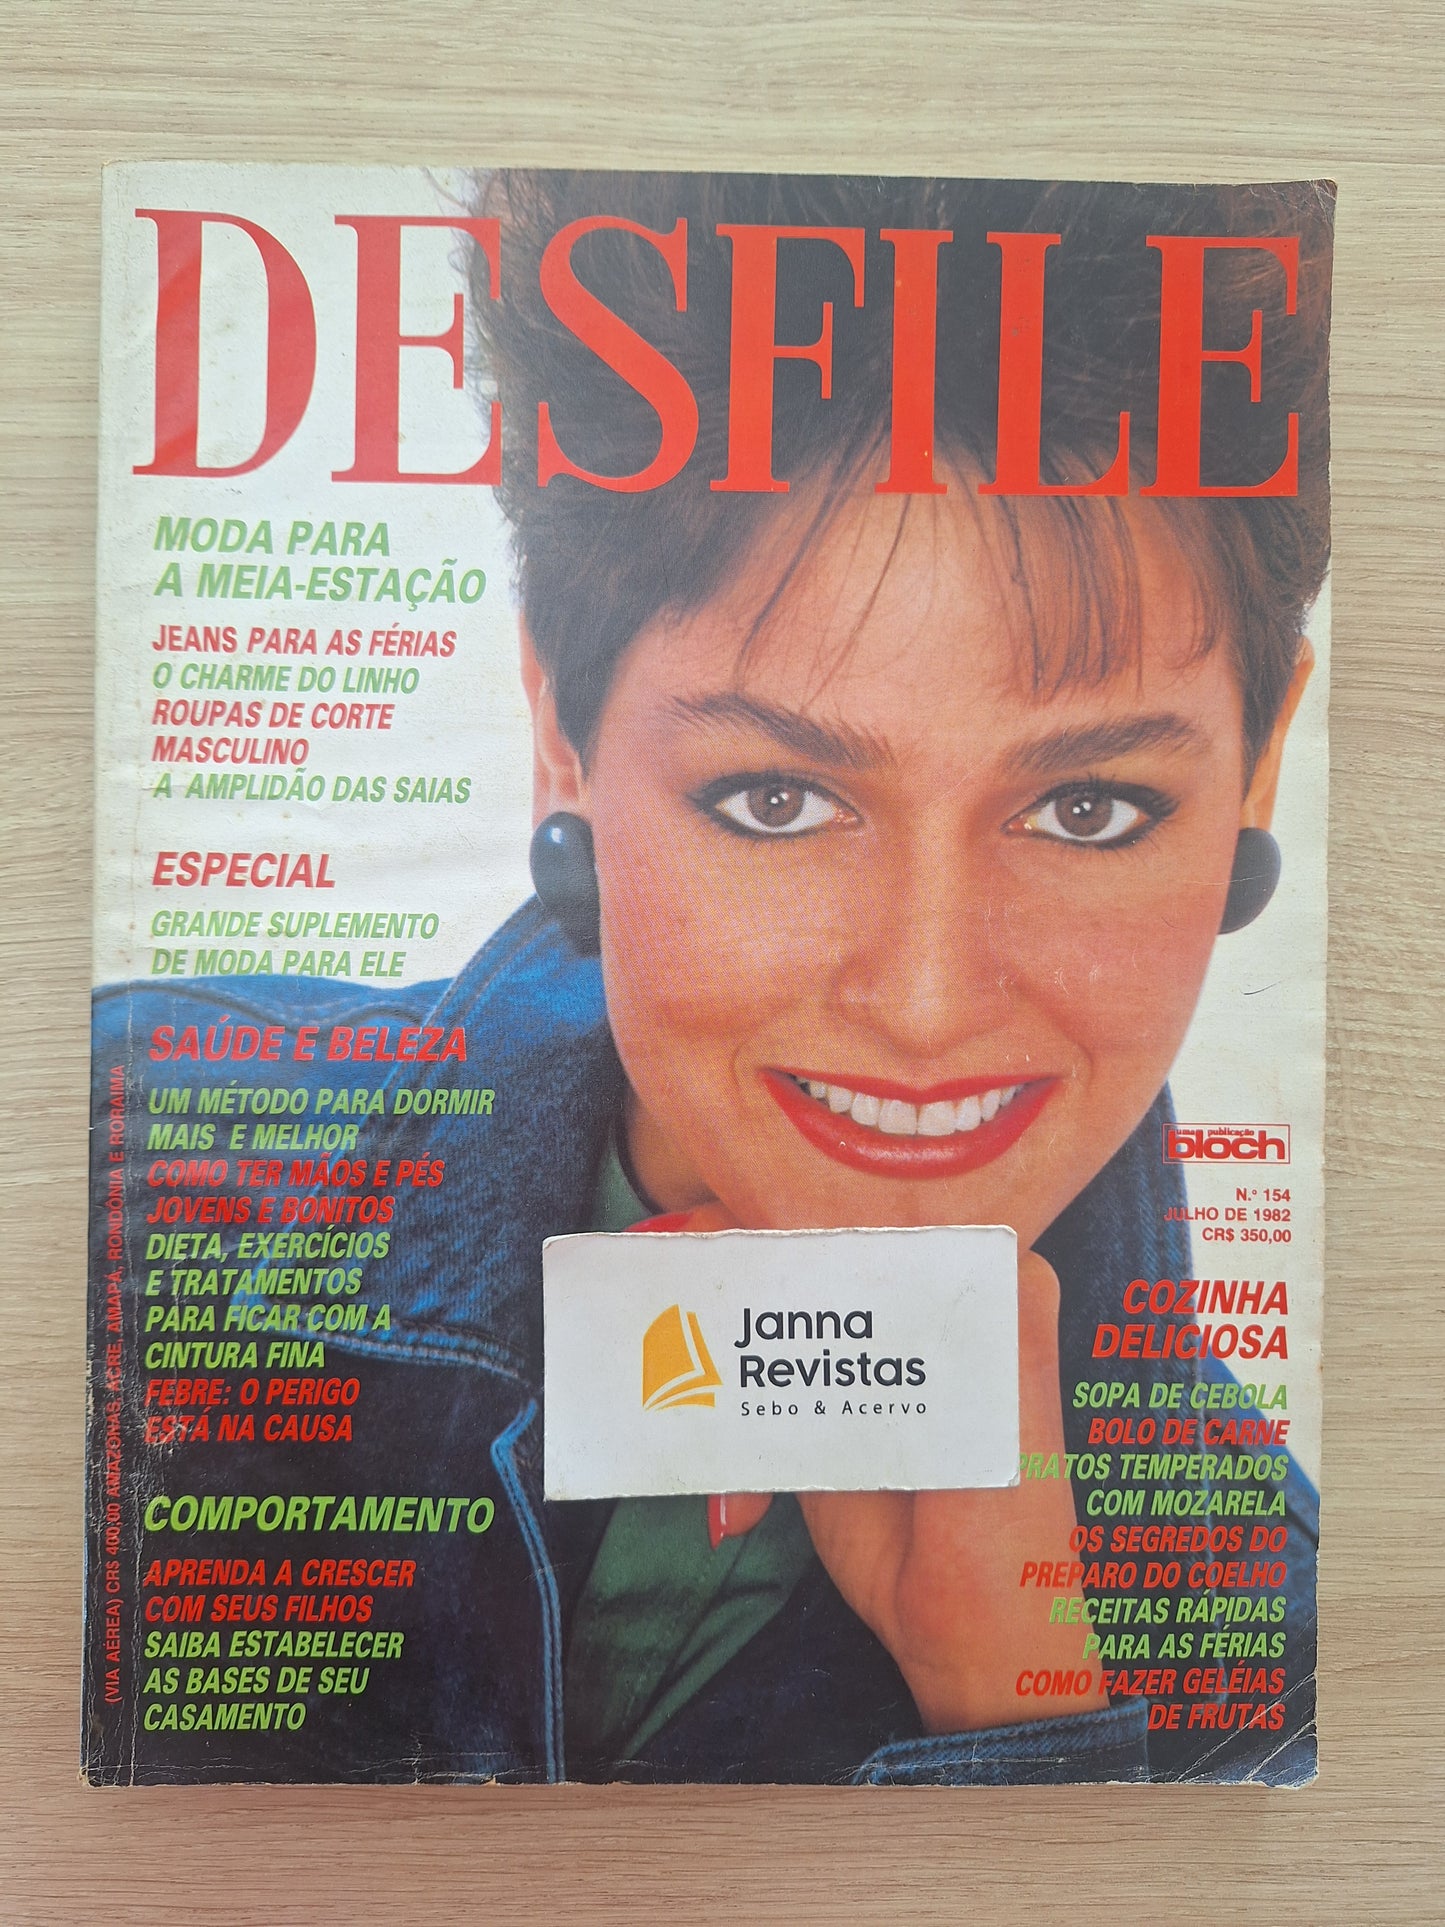 DESFILE
MODA PARA
A MEIA-ESTAÇÃO
JEANS PARA AS FÉRIAS
O CHARME DO LINHO
ROUPAS DE CORTE
MASCULINO
A AMPLIDÃO DAS SAIAS
ESPECIAL
GRANDE SUPLEMENTO
DE MODA PARA ELE
SAÚDE E BELEZA
UM MÉTODO PARA DORMIR
MAIS E MELHOR
COMO TER MÃOS E PÉS
JOVENS E BONITOS
DIETA, EXERCÍCIOS
E TRATAMENTOS
PARA FICAR COM A
CINTURA FINA
FEBRE: O PERIGO
ESTÁ NA CAUSA
COMPORTAMENTO
APRENDA A CRESCER
COM SEUS FILHOS
SAIBA ESTABELECER
AS BASES DE SEU
CASAMENTO
(VIA AÉREA) CR$ 400,00 AMAZONAS, ACRE, AMAPÁ, RONDÔNIA E RORAIMA
uma publicação
bloch
N.º 154
JULHO DE 1982
CR$ 350,00
COZINHA
DELICIOSA
SOPA DE CEBOLA
BOLO DE CARNE
PRATOS TEMPERADOS
COM MOZARELA
OS SEGREDOS DO
PREPARO DO COELHO
RECEITAS RÁPIDAS
PARA AS FÉRIAS
COMO FAZER GELÉIAS
DE FRUTAS
Janna
Revistas
Sebo & Acervo